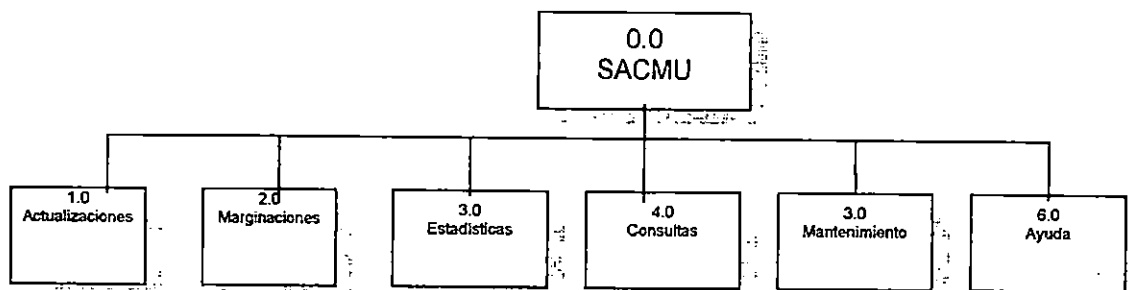 0.0
SACMU
1.0
Actualizaciones
2.0
Marginaciones
3.0
Estadísticas
4.0
Consultas
3.0
Mantenimiento
6.0
Ayuda